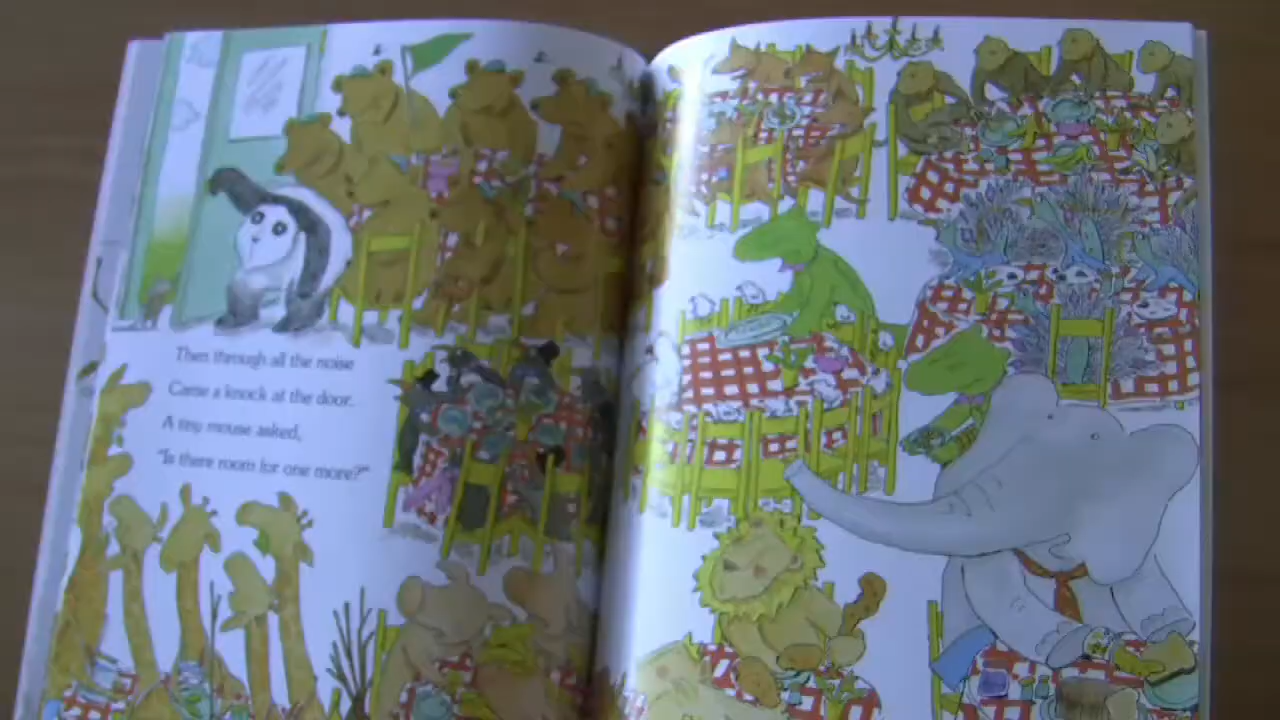 Then through all the noise
Came a knock at the door.
A tiny mouse asked,
"Is there room for one more?"